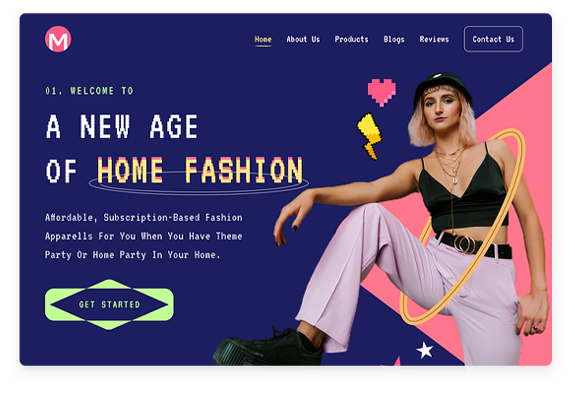 M
Home About Us Products Blogs Reviews Contact Us
01. WELCOME TO
A NEW AGE
OF HOME FASHION
Affordable, Subscription-Based Fashion
Apparells For You When You Have Theme
Party Or Home Party In Your Home.
GET STARTED